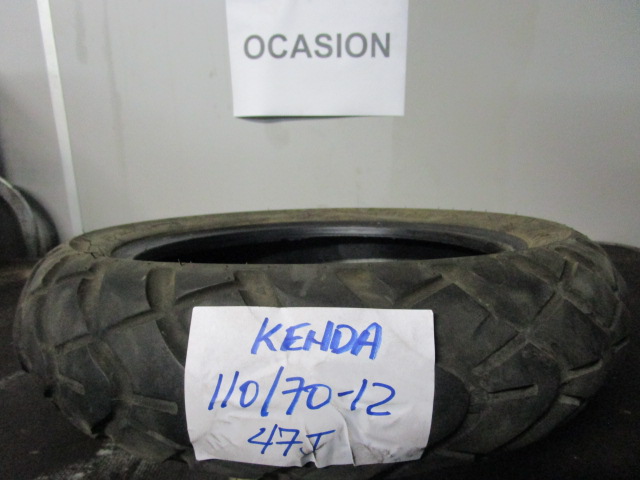 OCASION
KENDA
110/70-12
47J